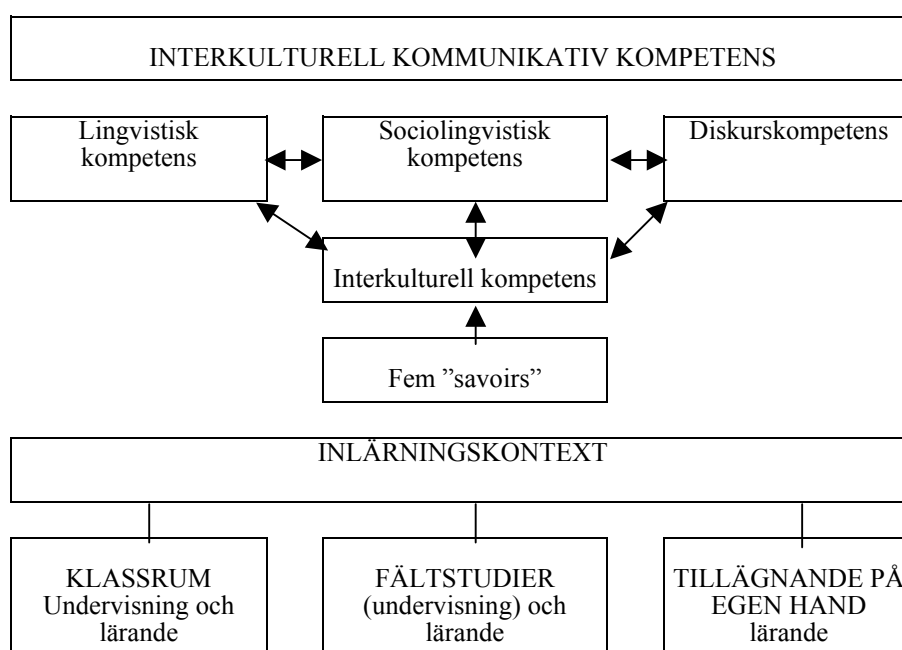 INTERKULTURELL KOMMUNIKATIV KOMPETENS
Lingvistisk
kompetens
Sociolingvistisk
kompetens
Diskurskompetens
Interkulturell kompetens
Fem ”savoirs”
INLÄRNINGSKONTEXT
KLASSRUM
Undervisning och
lärande
FÄLTSTUDIER
(undervisning) och
lärande
TILLÄGNANDE PÅ
EGEN HAND
lärande